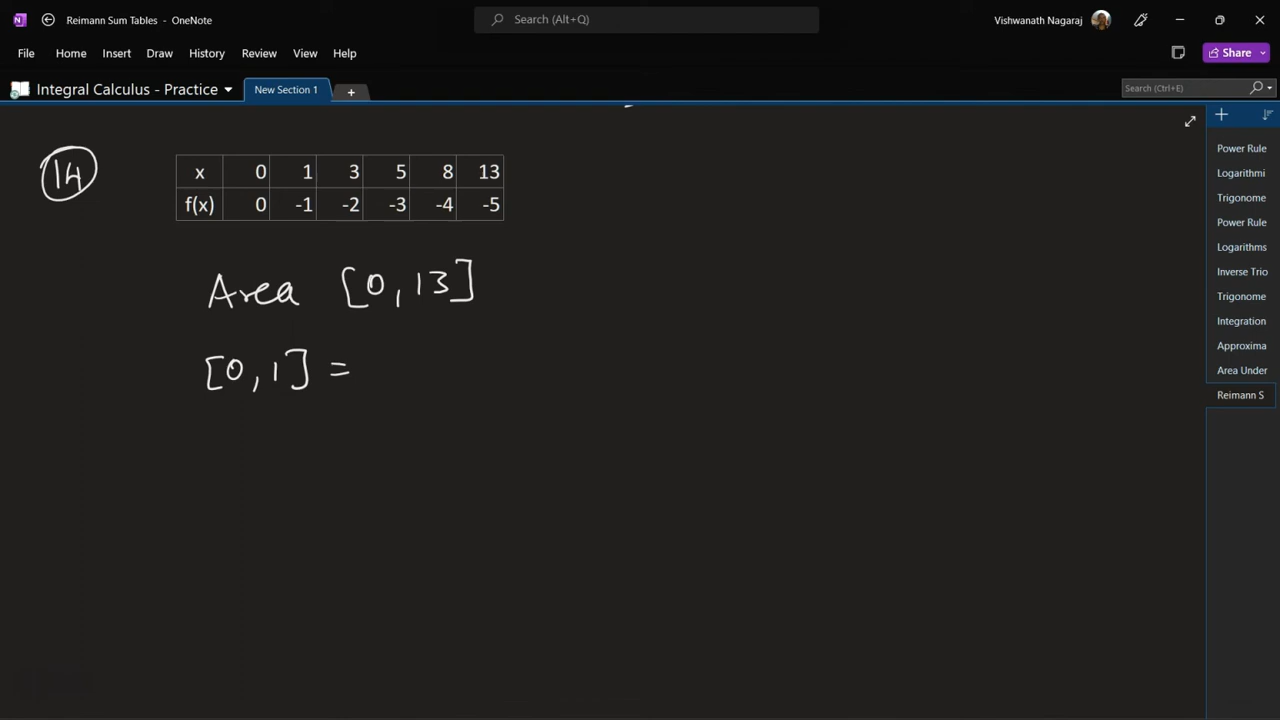 Reimann Sum Tables - OneNote
Search (Alt+Q)
Vishwanath Nagaraj
File Home Insert Draw History Review View Help
Share
Integral Calculus - Practice
New Section 1
+
Search (Ctrl+E)
14
x 0 1 3 5 8 13
f(x) 0 -1 -2 -3 -4 -5
Area [0,13]
[0,1] =
Power Rule
Logarithmi
Trigonome
Power Rule
Logarithms
Inverse Trio
Trigonome
Integration
Approxima
Area Under
Reimann S